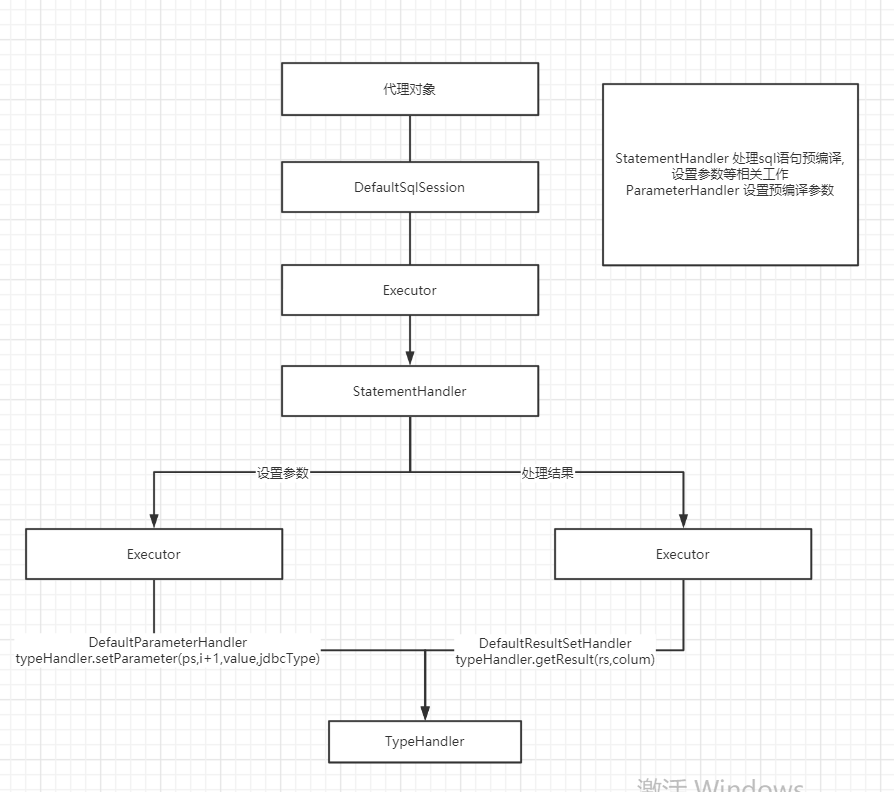 代理对象
DefaultSqlSession
StatementHandler 处理sql语句预编译,
设置参数等相关工作
ParameterHandler 设置预编译参数
Executor
StatementHandler
设置参数
处理结果
Executor
Executor
DefaultParameterHandler
typeHandler.setParameter(ps,i+1,value,jdbcType)
DefaultResultSetHandler
typeHandler.getResult(rs,colum)
TypeHandler
激活 Windows